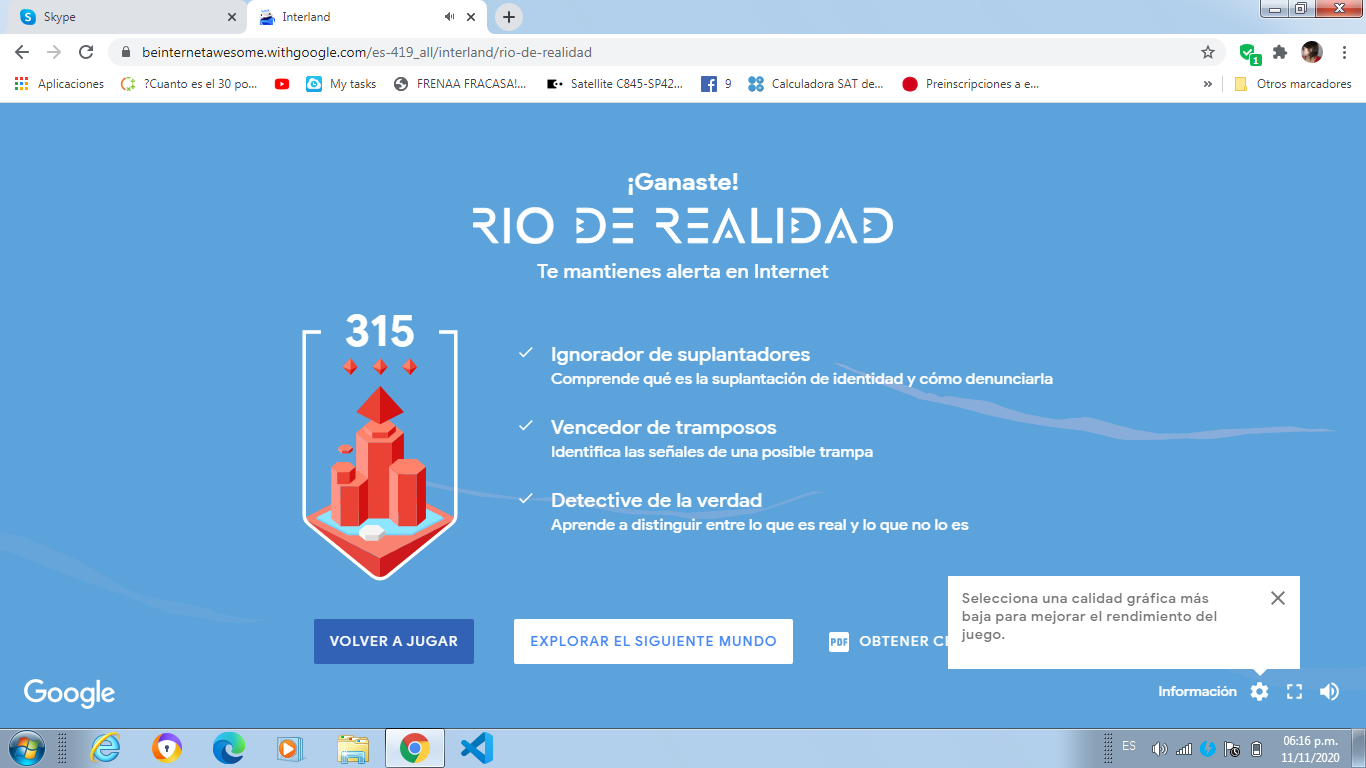 Skype
Interland
beinternetawesome.withgoogle.com/es-419_all/interland/rio-de-realidad
1
Aplicaciones
?Cuanto es el 30 po...
My tasks
FRENAA FRACASA!...
Satellite C845-SP42...
9
Calculadora SAT de...
Preinscripciones a e...
»
Otros marcadores
¡Ganaste!
RIO DE REALIDAD
Te mantienes alerta en Internet
315
Ignorador de suplantadores
Comprende qué es la suplantación de identidad y cómo denunciarla
Vencedor de tramposos
Identifica las señales de una posible trampa
Detective de la verdad
Aprende a distinguir entre lo que es real y lo que no lo es
Selecciona una calidad gráfica más
baja para mejorar el rendimiento del
juego.
VOLVER A JUGAR
EXPLORAR EL SIGUIENTE MUNDO
PDF OBTENER CE
Google
Información
ES
06:16 p.m.
11/11/2020